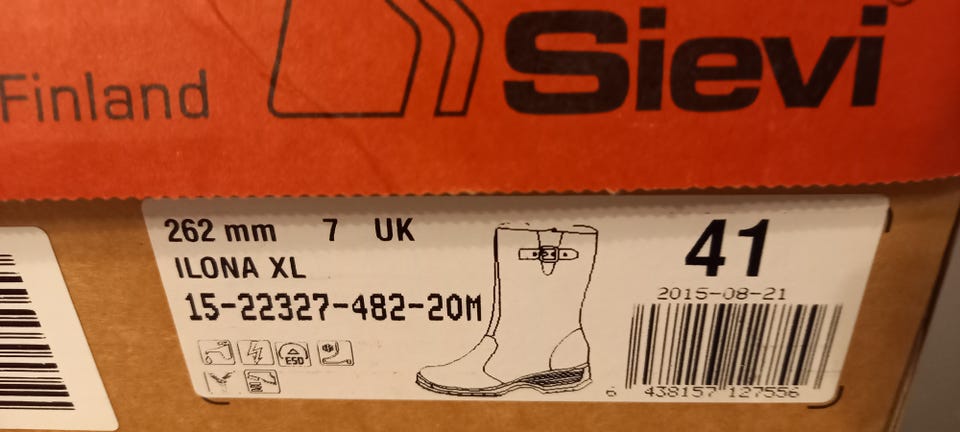 Finland
Sievi
262 mm 7 UK
41
ILONA XL
2015-08-21
15-22327-482-20M
ESD
6 438157 127556